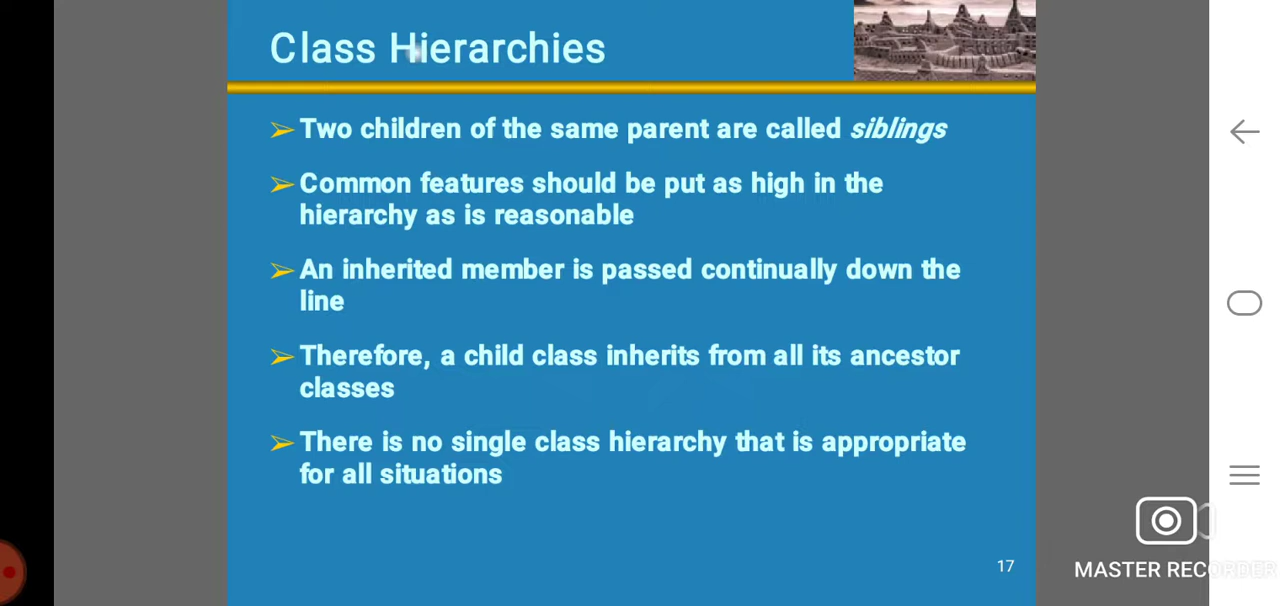 Class Hierarchies
➢ Two children of the same parent are called siblings
➢ Common features should be put as high in the
hierarchy as is reasonable
➢ An inherited member is passed continually down the
line
➢ Therefore, a child class inherits from all its ancestor
classes
➢ There is no single class hierarchy that is appropriate
for all situations
17
MASTER RECORDER